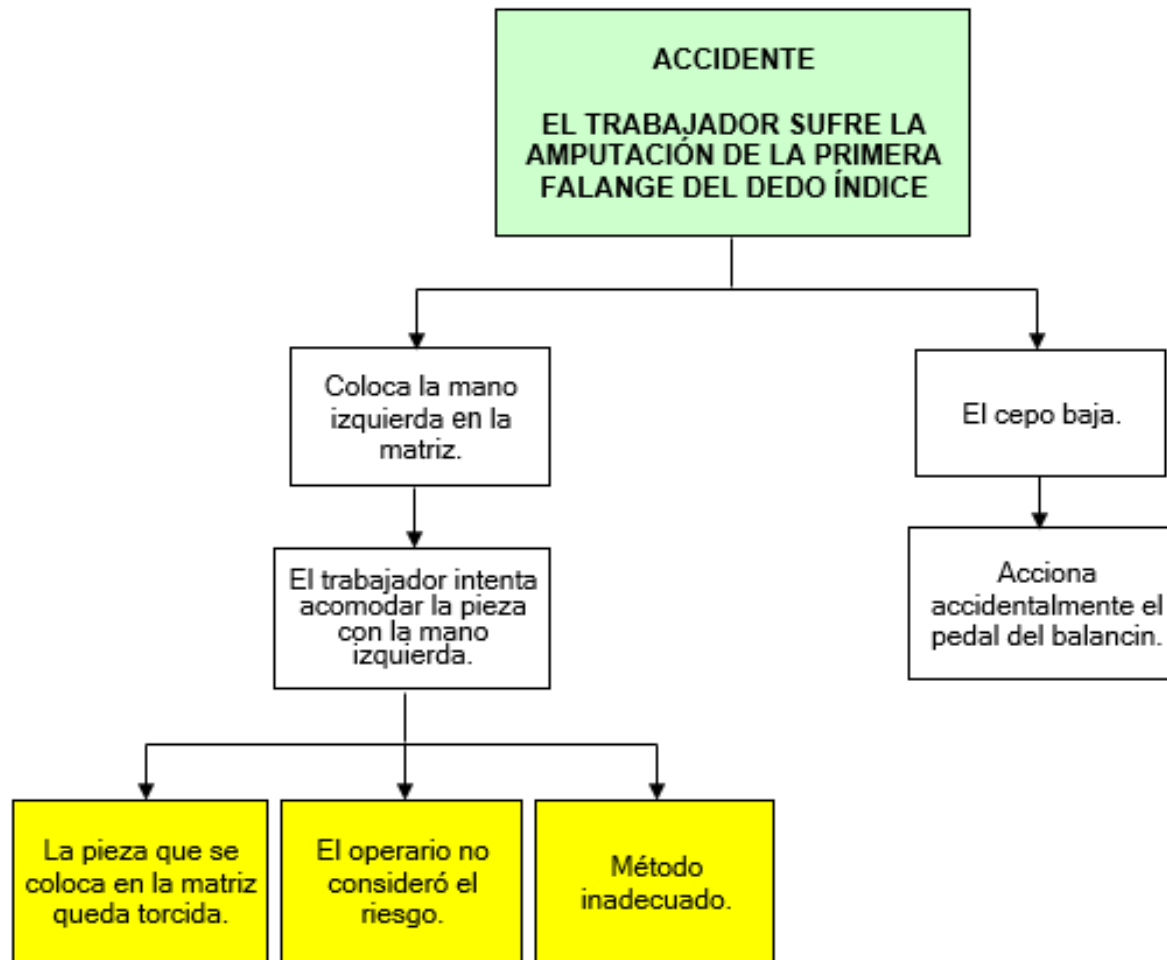 ACCIDENTE
EL TRABAJADOR SUFRE LA
AMPUTACIÓN DE LA PRIMERA
FALANGE DEL DEDO ÍNDICE
Coloca la mano
izquierda en la
matriz.
El cepo baja.
El trabajador intenta
acomodar la pieza
con la mano
izquierda.
Acciona
accidentalmente el
pedal del balancin.
La pieza que se
coloca en la matriz
queda torcida.
El operario no
consideró el
riesgo.
Método
inadecuado.